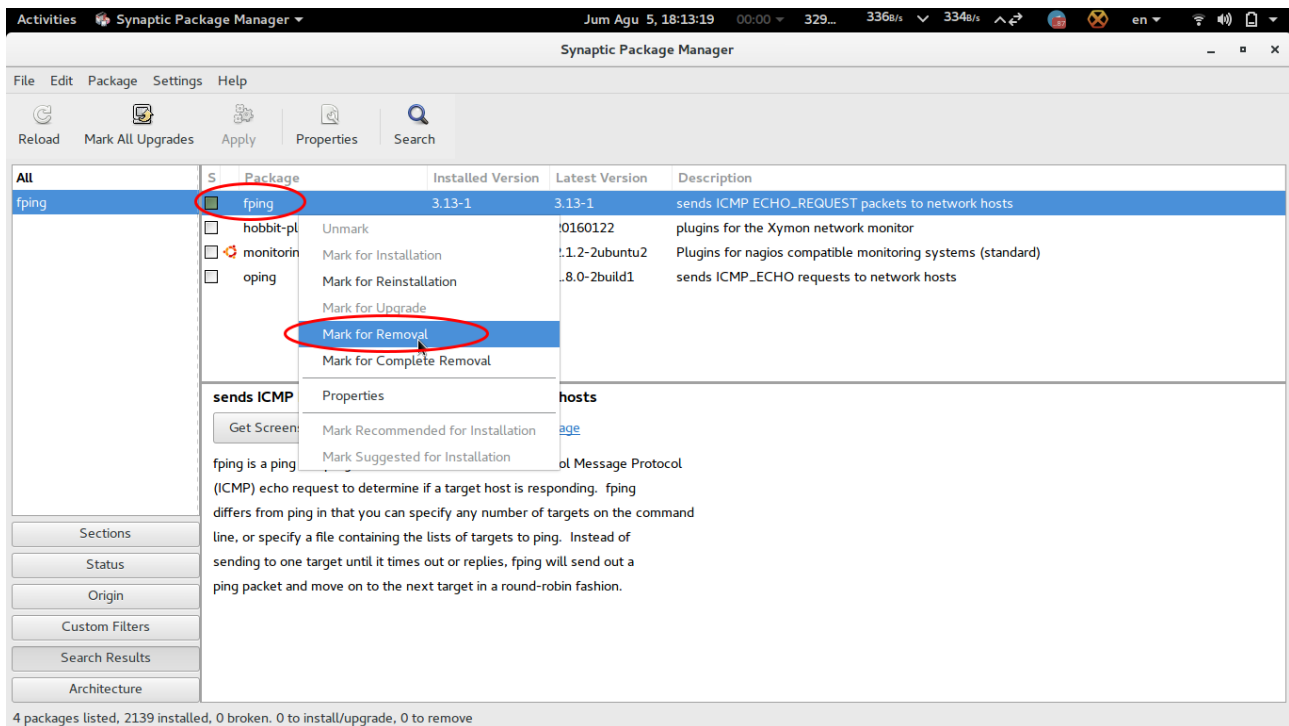 Activities Synaptic Package Manager Jum Agu 5, 18:13:19 00:00 329... 336B/s 334B/s en
Synaptic Package Manager
File Edit Package Settings Help
Reload Mark All Upgrades Apply Properties Search
All
fping
S Package Installed Version Latest Version Description
fping 3.13-1 3.13-1 sends ICMP ECHO_REQUEST packets to network hosts
hobbit-pl 20160122 plugins for the Xymon network monitor
monitorin .1.2-2ubuntu2 Plugins for nagios compatible monitoring systems (standard)
oping .8.0-2build1 sends ICMP_ECHO requests to network hosts
Unmark
Mark for Installation
Mark for Reinstallation
Mark for Upgrade
Mark for Removal
Mark for Complete Removal
Properties
Mark Recommended for Installation
Mark Suggested for Installation
sends ICMP hosts
Get Screens age
fping is a ping ol Message Protocol
(ICMP) echo request to determine if a target host is responding. fping
differs from ping in that you can specify any number of targets on the command
line, or specify a file containing the lists of targets to ping. Instead of
sending to one target until it times out or replies, fping will send out a
ping packet and move on to the next target in a round-robin fashion.
Sections
Status
Origin
Custom Filters
Search Results
Architecture
4 packages listed, 2139 installed, 0 broken. 0 to install/upgrade, 0 to remove